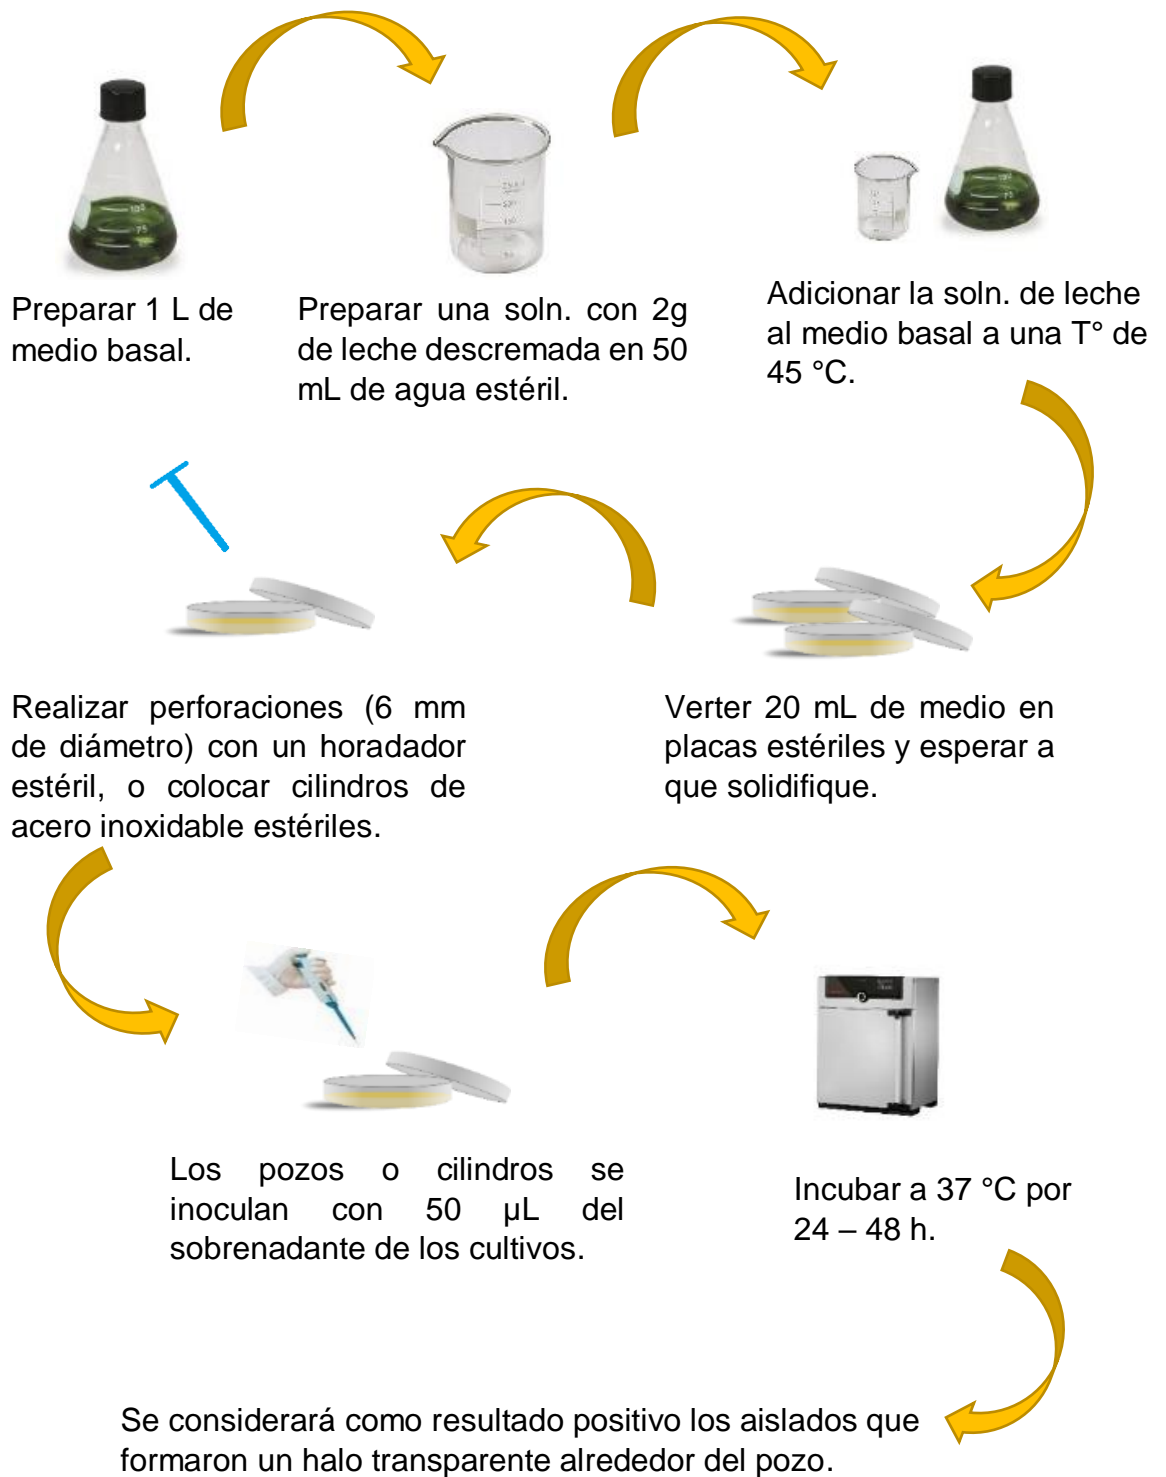 Preparar 1 L de
medio basal.
Preparar una soln. con 2g
de leche descremada en 50
mL de agua estéril.
Adicionar la soln. de leche
al medio basal a una T° de
45 °C.
Verter 20 mL de medio en
placas estériles y esperar a
que solidifique.
Realizar perforaciones (6 mm
de diámetro) con un horadador
estéril, o colocar cilindros de
acero inoxidable estériles.
Los pozos o cilindros se
inoculan con 50 µL del
sobrenadante de los cultivos.
Incubar a 37 °C por
24 – 48 h.
Se considerará como resultado positivo los aislados que
formaron un halo transparente alrededor del pozo.